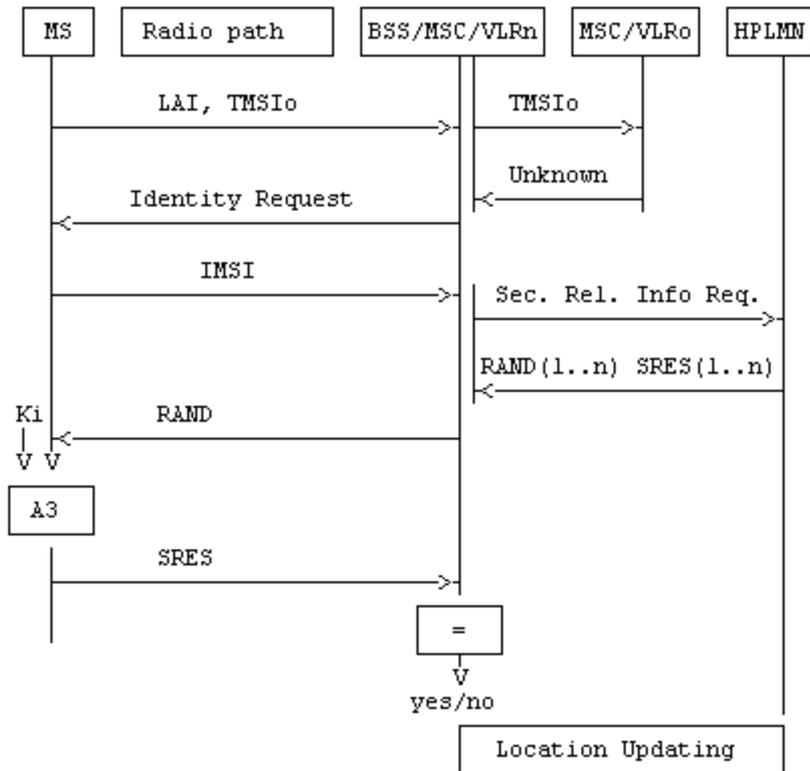 MS Radio path BSS/MSC/VLRn MSC/VLRo HPLMN
LAI, TMSIo TMSIo
Unknown
Identity Request
IMSI
Sec. Rel. Info Req.
RAND(1..n) SRES(1..n)
Ki RAND
V V
A3
SRES
=
V
yes/no
Location Updating